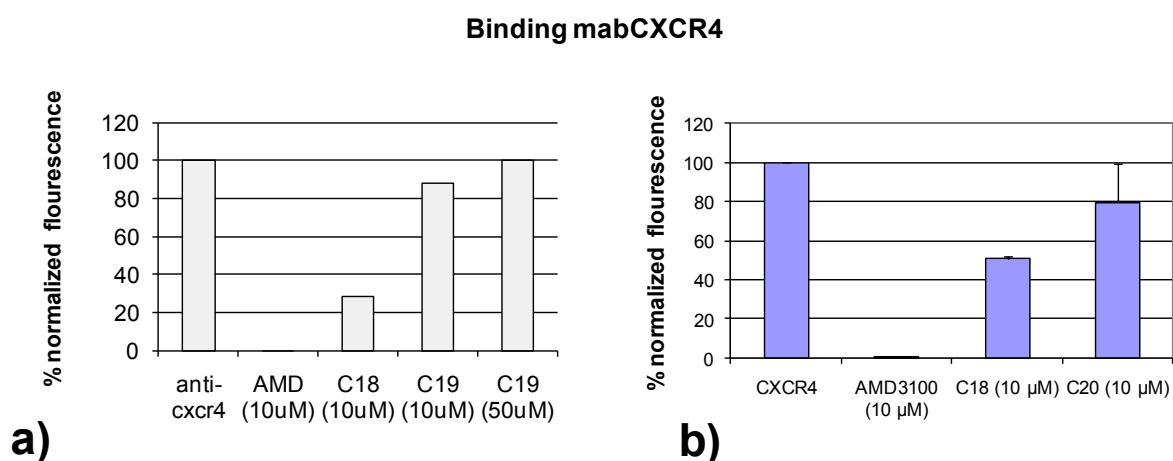 Binding mabCXCR4
% normalized flourescence
120
100
80
60
40
20
0
anti-
cxcr4
AMD
(10uM)
C18
(10uM)
C19
(10uM)
C19
(50uM)
a)
% normalized flourescence
120
100
80
60
40
20
0
CXCR4
AMD3100
(10 µM)
C18 (10 µM)
C20 (10 µM)
b)